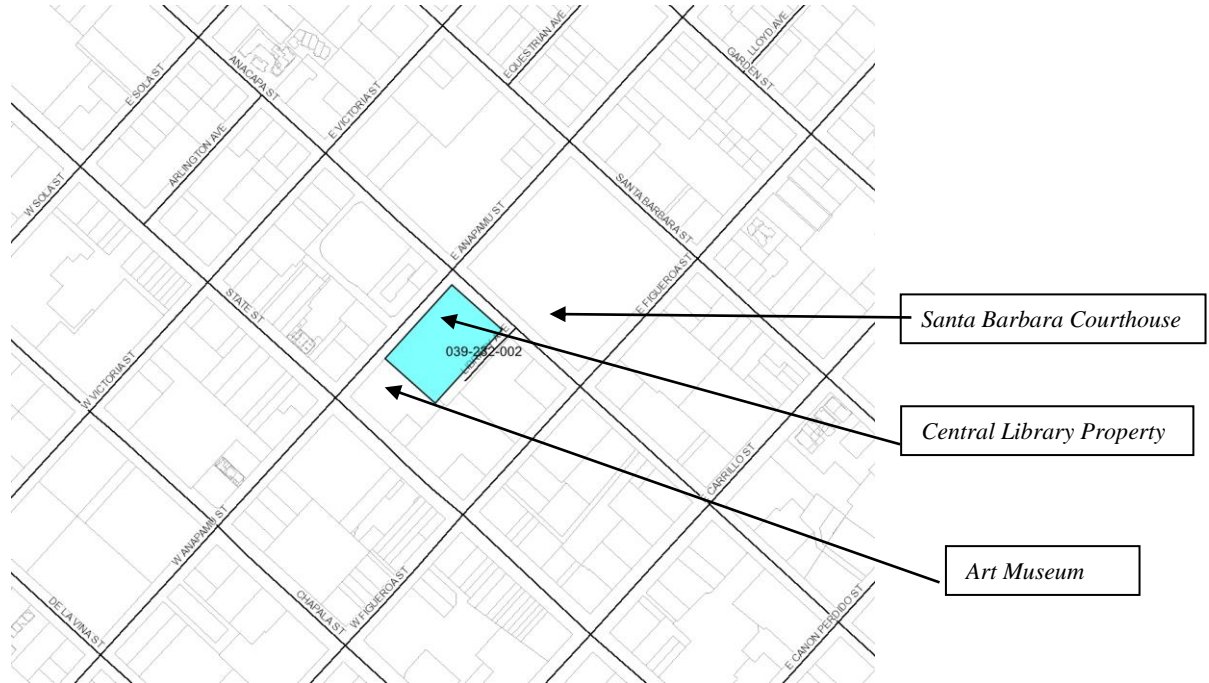 EQUESTRIAN AVE
LLOYD AVE
GARDEN ST
ANACAPA ST
E SOLA ST
E VICTORIA ST
ARLINGTON AVE
W SOLA ST
SANTA BARBARA ST
E ANAPAMU ST
E FIGUEROA ST
STATE ST
Santa Barbara Courthouse
039-232-002
W VICTORIA ST
Central Library Property
E CARRILLO ST
W ANAPAMU ST
Art Museum
DE LA VINA ST
CHAPALA ST
W FIGUEROA ST
E CANON PERDIDO ST